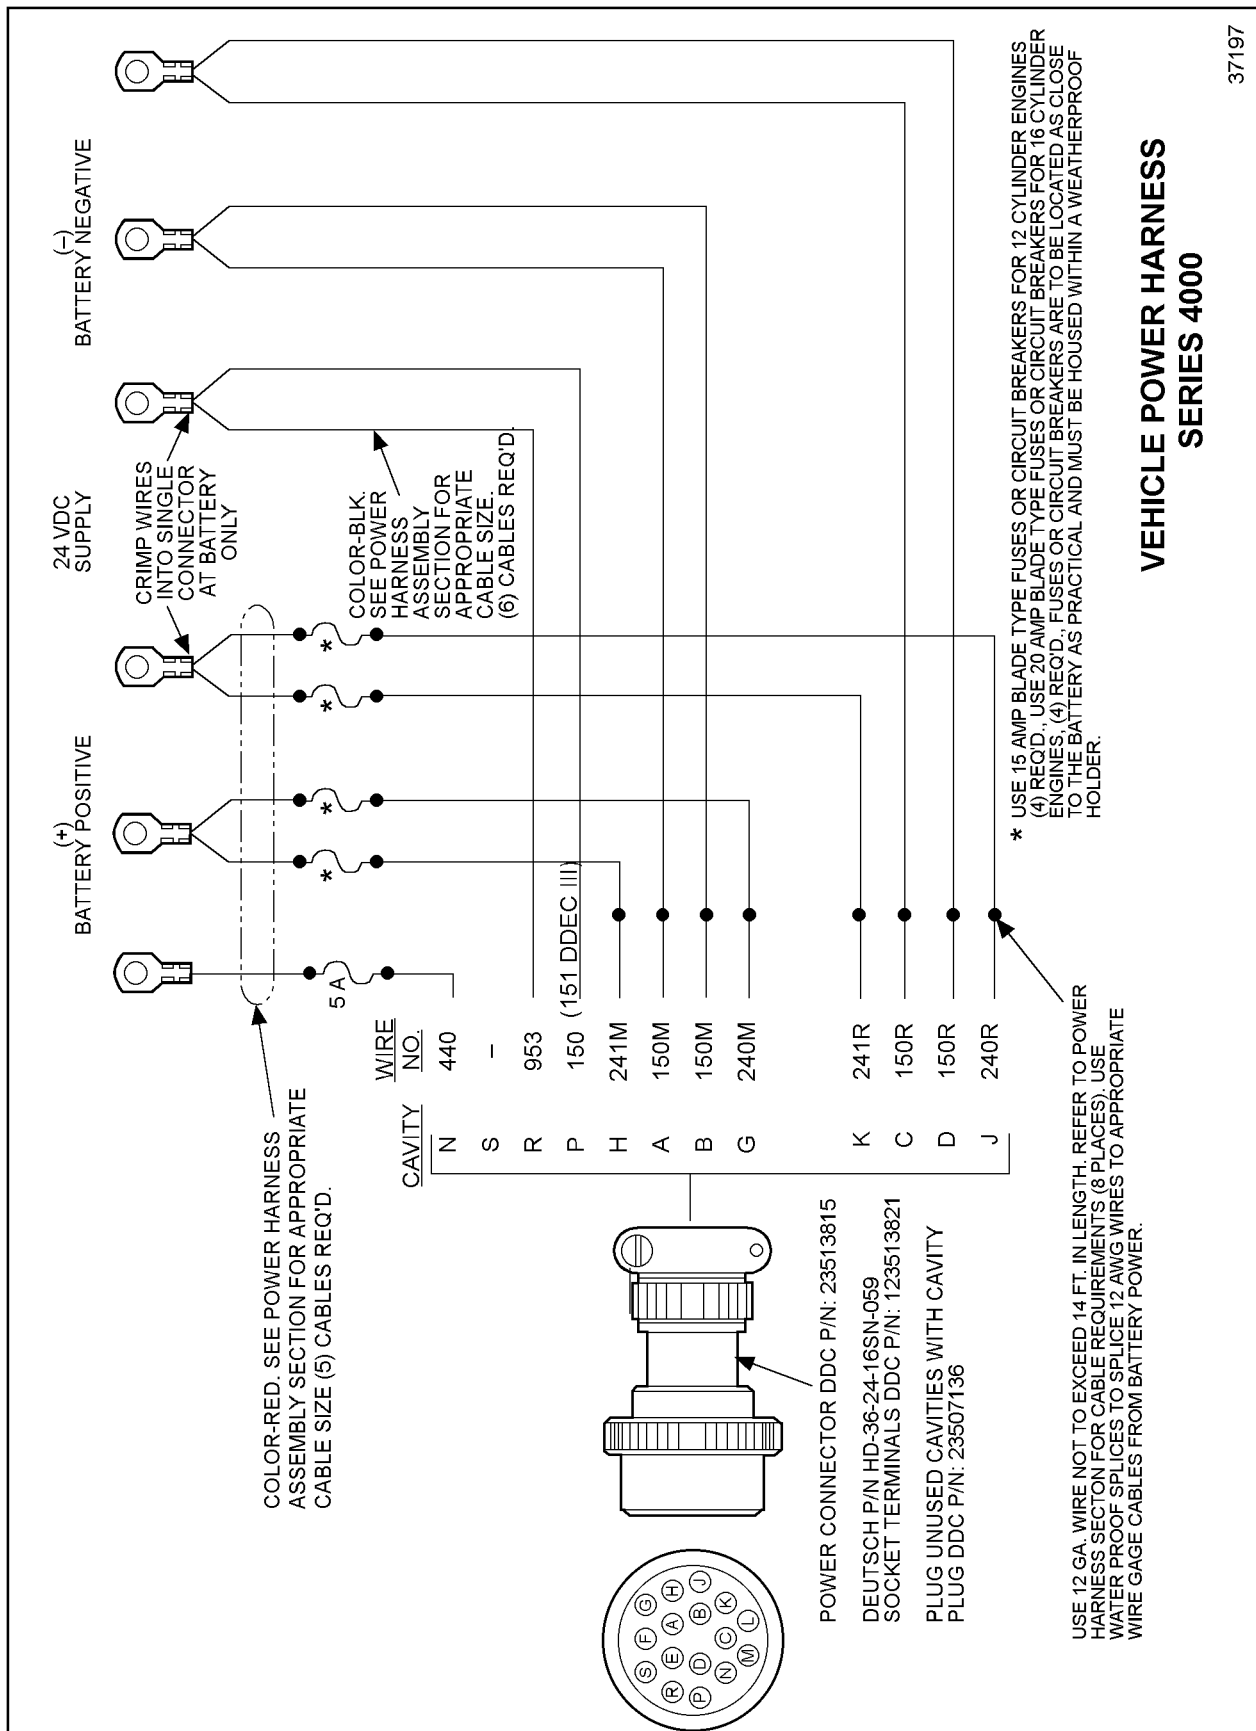 (–)
BATTERY NEGATIVE
24 VDC
SUPPLY
(+)
BATTERY POSITIVE
CRIMP WIRES
INTO SINGLE
CONNECTOR
AT BATTERY
ONLY
COLOR-BLK.
SEE POWER
HARNESS
ASSEMBLY
SECTION FOR
APPROPRIATE
CABLE SIZE.
(6) CABLES REQ'D.
COLOR-RED. SEE POWER HARNESS
ASSEMBLY SECTION FOR APPROPRIATE
CABLE SIZE (5) CABLES REQ'D.
*
*
*
*
5 A
CAVITY WIRE NO.
N 440
S –
R 953
P 150 (151 DDEC III)
H 241M
A 150M
B 150M
G 240M
K 241R
C 150R
D 150R
J 240R
S F G
R E A H
P D B J
N C K
M L
POWER CONNECTOR DDC P/N: 23513815
DEUTSCH P/N HD-36-24-16SN-059
SOCKET TERMINALS DDC P/N: 123513821
PLUG UNUSED CAVITIES WITH CAVITY
PLUG DDC P/N: 23507136
USE 12 GA. WIRE NOT TO EXCEED 14 FT. IN LENGTH. REFER TO POWER
HARNESS SECTON FOR CABLE REQUIREMENTS (8 PLACES). USE
WATER PROOF SPLICES TO SPLICE 12 AWG WIRES TO APPROPRIATE
WIRE GAGE CABLES FROM BATTERY POWER.
* USE 15 AMP BLADE TYPE FUSES OR CIRCUIT BREAKERS FOR 12 CYLINDER ENGINES
(4) REQ'D., USE 20 AMP BLADE TYPE FUSES OR CIRCUIT BREAKERS FOR 16 CYLINDER
ENGINES, (4) REQ'D., FUSES OR CIRCUIT BREAKERS ARE TO BE LOCATED AS CLOSE
TO THE BATTERY AS PRACTICAL AND MUST BE HOUSED WITHIN A WEATHERPROOF
HOLDER.
VEHICLE POWER HARNESS
SERIES 4000
37197